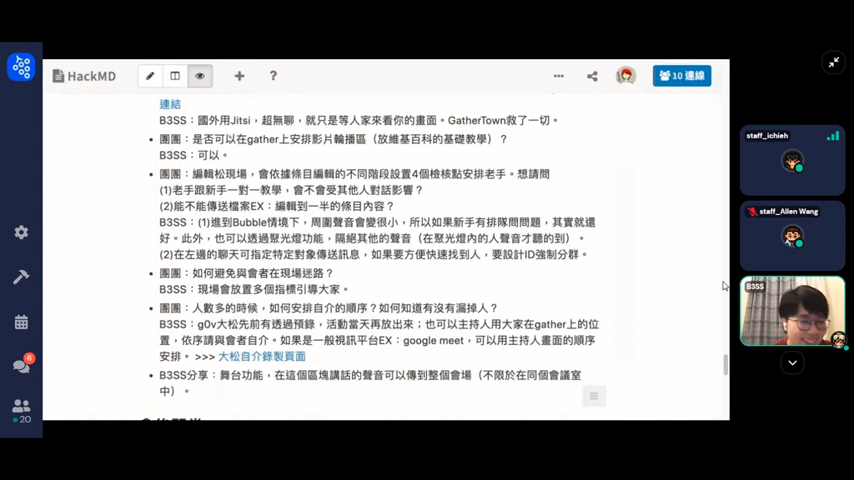 HackMD
10 連線
連結
B3SS：國外用Jitsi，超無聊，就只是等人家來看你的畫面。GatherTown救了一切。
團團：是否可以在gather上安排影片輪播區（放維基百科的基礎教學）？
B3SS：可以。
團團：編輯松現場，會依據條目編輯的不同階段設置4個檢核點安排老手。想請問
(1)老手跟新手一對一教學，會不會受其他人對話影響？
(2)能不能傳送檔案EX：編輯到一半的條目內容？
B3SS：(1)進到Bubble情境下，周圍聲音會變很小，所以如果新手有排隊問問題，其實就還
好。此外，也可以透過聚光燈功能，隔絕其他的聲音（在聚光燈內的人聲音才聽的到）。
(2)在左邊的聊天可指定特定對象傳送訊息，如果要方便快速找到人，要設計ID強制分群。
團團：如何避免與會者在現場迷路？
B3SS：現場會放置多個指標引導大家。
團團：人數多的時候，如何安排自介的順序？如何知道有沒有漏掉人？
B3SS：g0v大松先前有透過預錄，活動當天再放出來；也可以主持人用大家在gather上的位
置，依序請與會者自介。如果是一般視訊平台EX：google meet，可以用主持人畫面的順序
安排。 >>> 大松自介錄製頁面
B3SS分享：舞台功能，在這個區塊講話的聲音可以傳到整個會場（不限於在同個會議室
中）。
6
20
staff_ichieh
staff_Allen Wang
B3SS